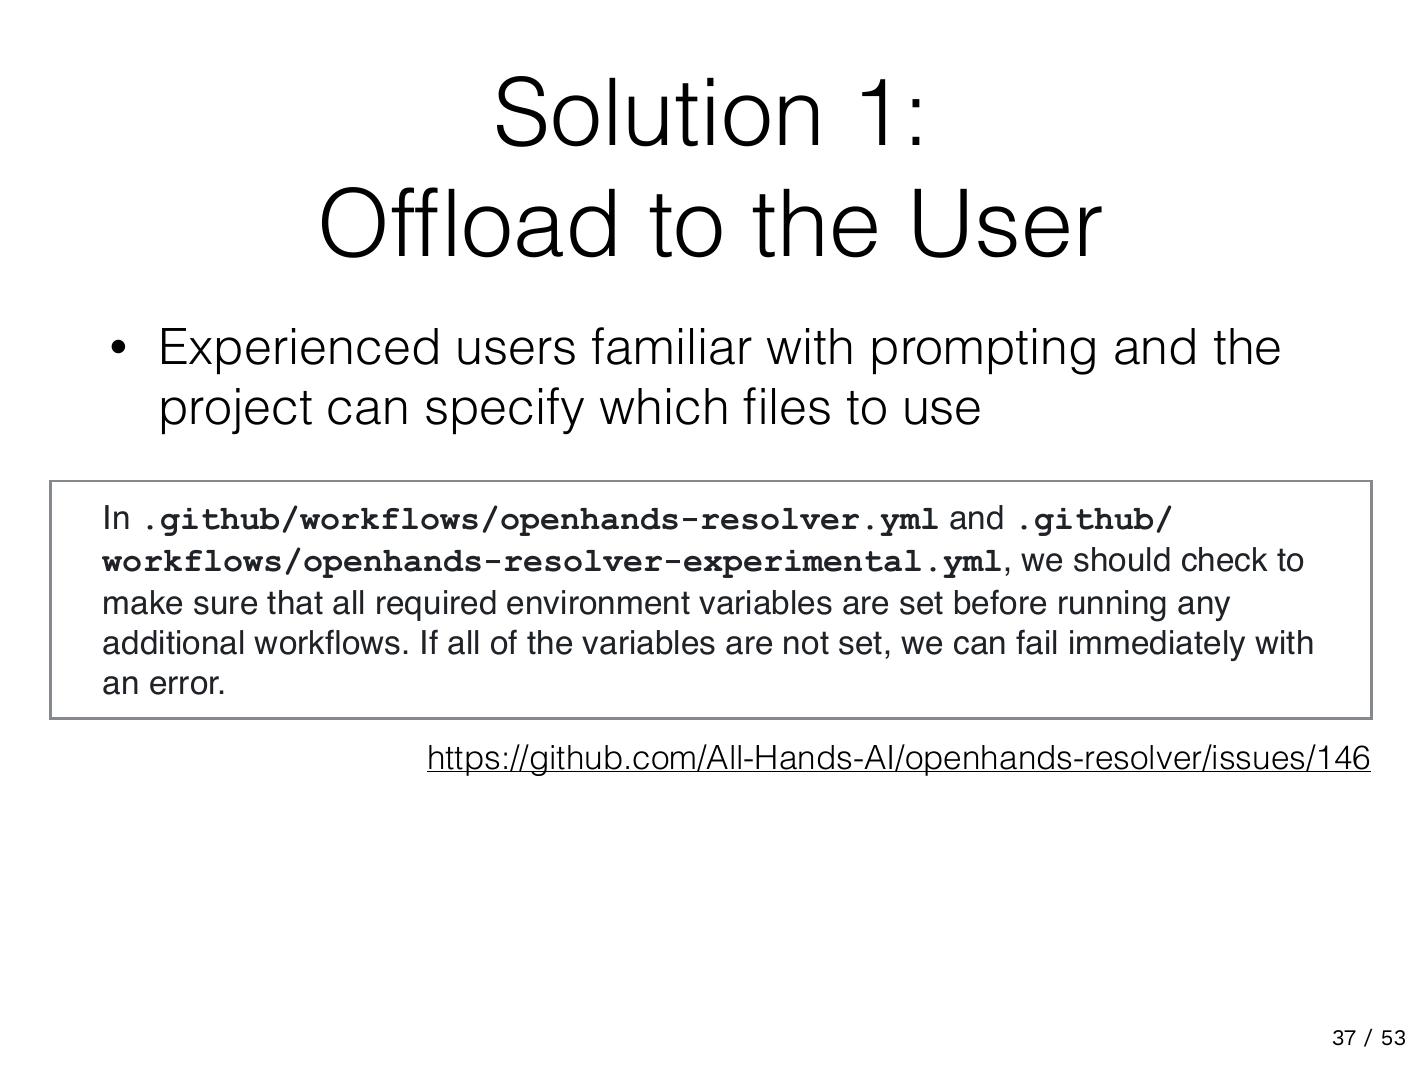 Solution 1:
Offload to the User
• Experienced users familiar with prompting and the
project can specify which files to use
In .github/workflows/openhands-resolver.yml and .github/
workflows/openhands-resolver-experimental.yml, we should check to
make sure that all required environment variables are set before running any
additional workflows. If all of the variables are not set, we can fail immediately with
an error.
https://github.com/All-Hands-AI/openhands-resolver/issues/146
37 / 53